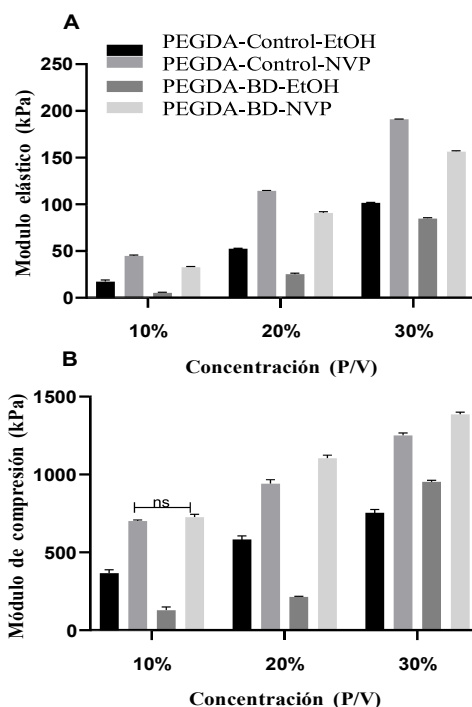 A
PEGDA-Control-EtOH
PEGDA-Control-NVP
PEGDA-BD-EtOH
PEGDA-BD-NVP
Modulo elástico (kPa)
250
200
150
100
50
0
10%
20%
30%
Concentración (P/V)
B
Módulo de compresión (kPa)
1500
1000
500
0
ns
10%
20%
30%
Concentración (P/V)